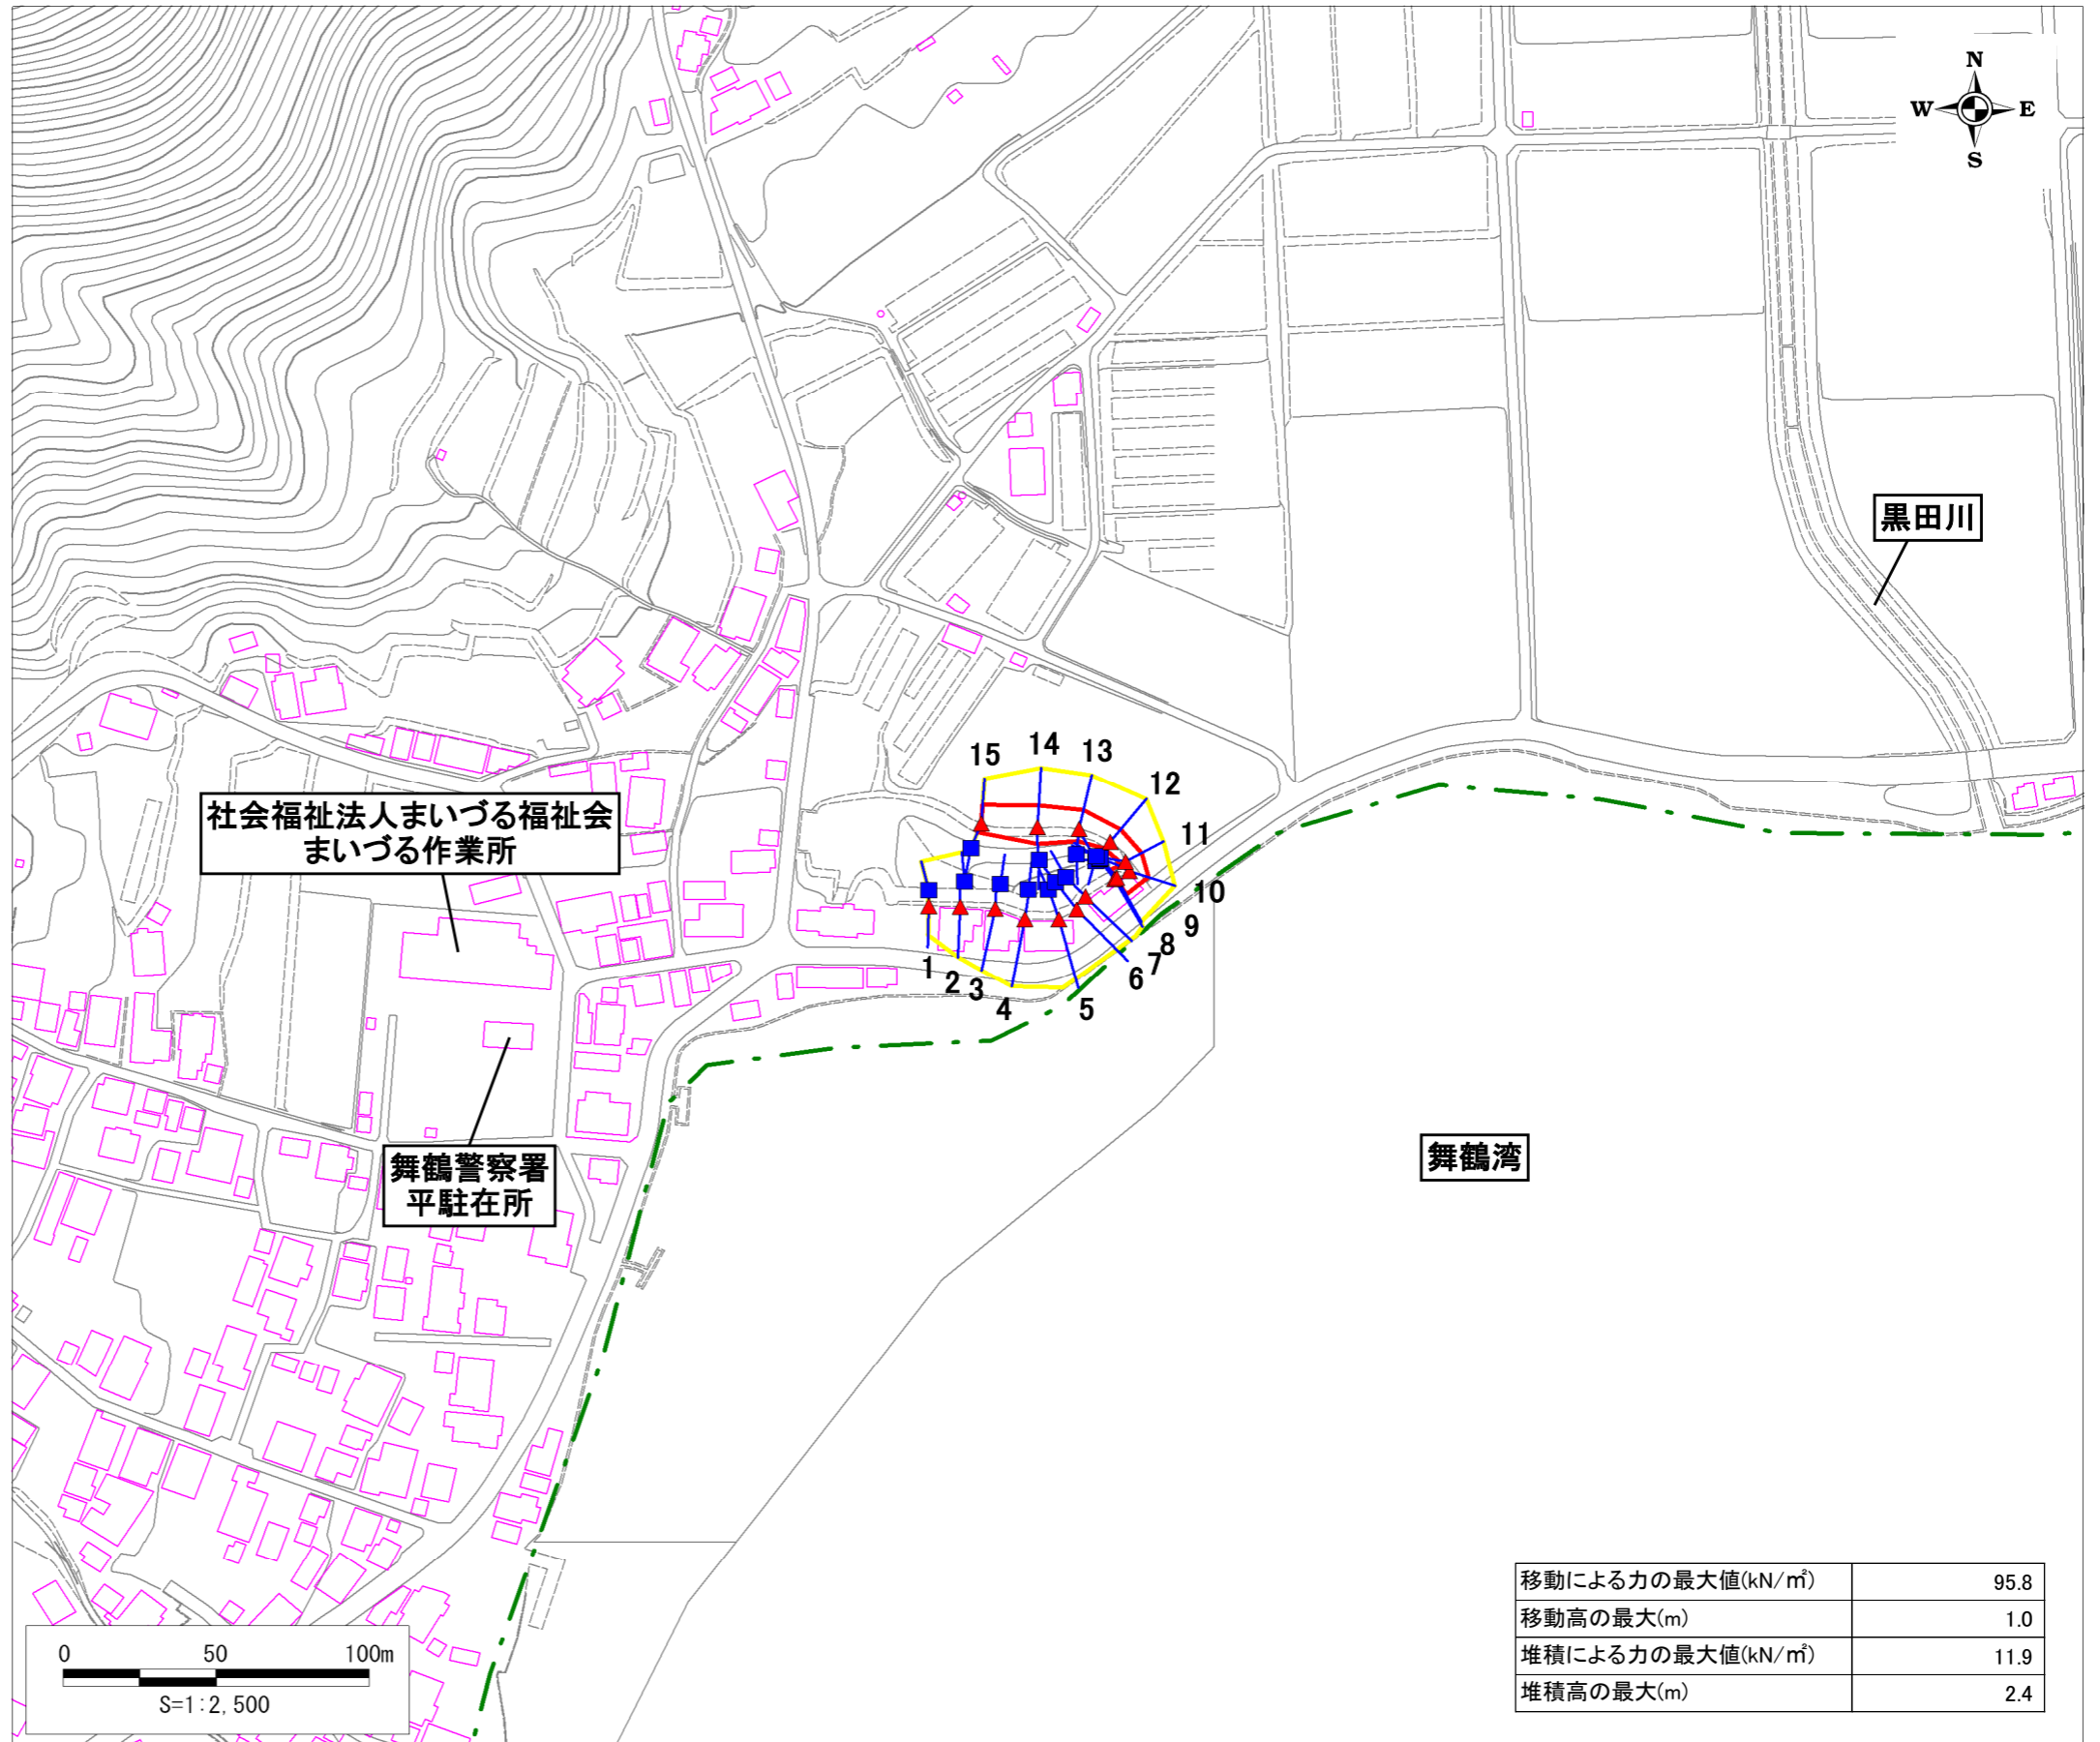 N
W E
S
黒田川
15
14
13
12
11
10
9
8
7
6
5
4
3
2
1
社会福祉法人まいづる福祉会
まいづる作業所
舞鶴警察署
平駐在所
舞鶴湾
移動による力の最大値(kN/㎡) 95.8
移動高の最大(m) 1.0
堆積による力の最大値(kN/㎡) 11.9
堆積高の最大(m) 2.4
0 50 100m
S=1:2,500